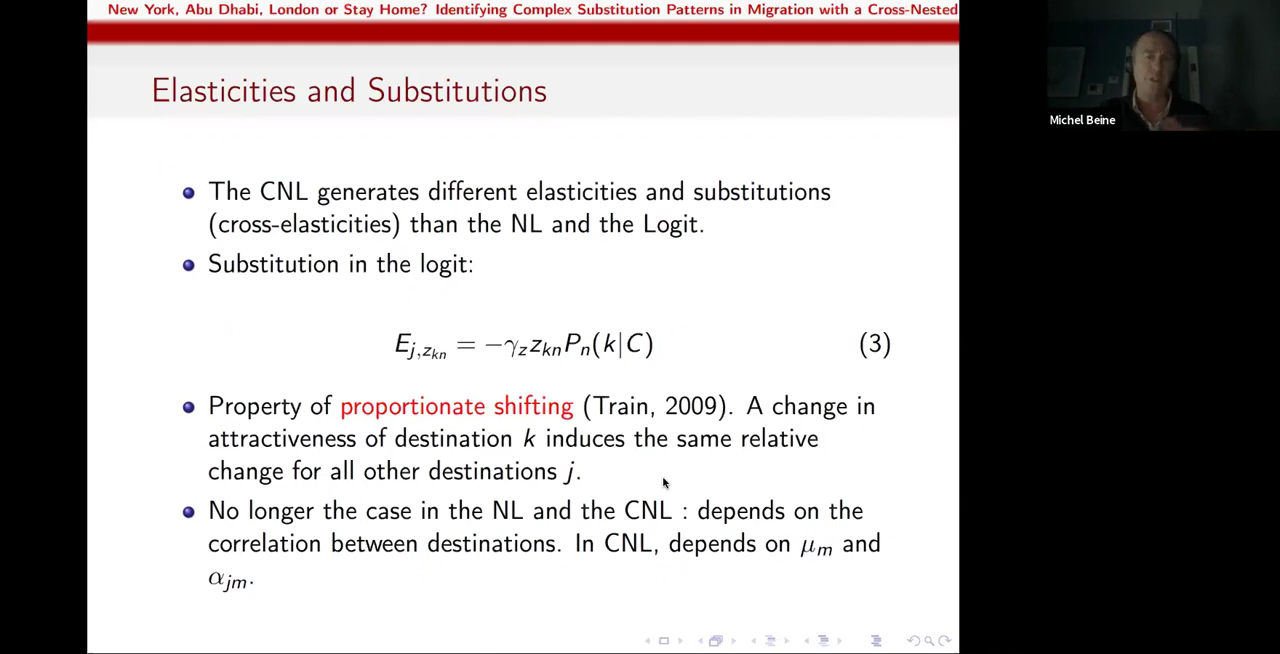 New York, Abu Dhabi, London or Stay Home? Identifying Complex Substitution Patterns in Migration with a Cross-Nested
Michel Beine
Elasticities and Substitutions
The CNL generates different elasticities and substitutions
(cross-elasticities) than the NL and the Logit.
Substitution in the logit:
E_{j,z_{kn}} = −γ_z z_{kn} P_n(k|C) (3)
Property of proportionate shifting (Train, 2009). A change in
attractiveness of destination k induces the same relative
change for all other destinations j.
No longer the case in the NL and the CNL : depends on the
correlation between destinations. In CNL, depends on μ_m and
α_{jm}.